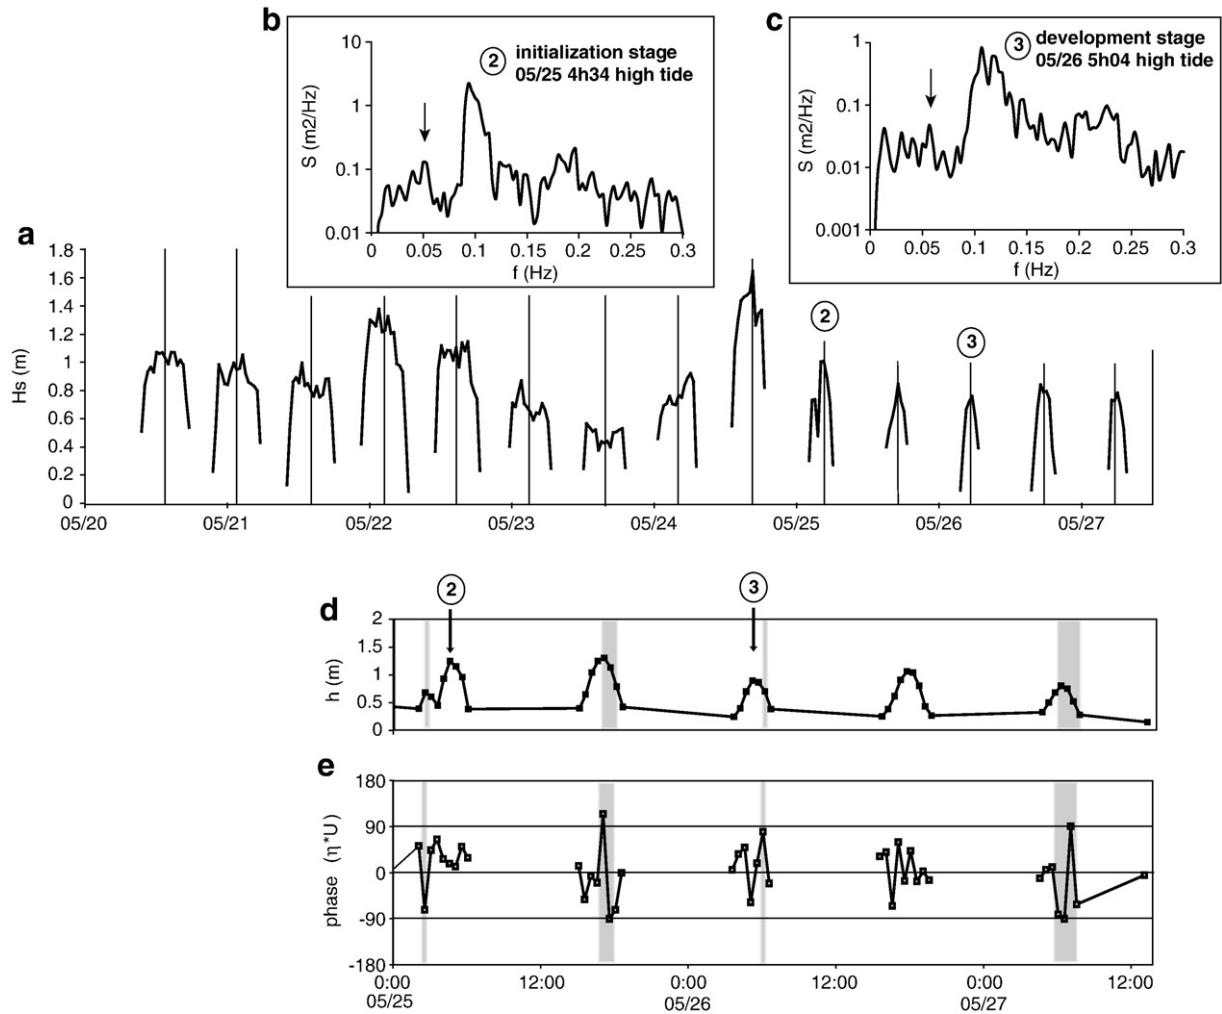 b
10
1
0.1
0.01
S (m2/Hz)
2 initialization stage
05/25 4h34 high tide
0 0.05 0.1 0.15 0.2 0.25 0.3
f (Hz)
c
1
0.1
0.01
0.001
S (m2/Hz)
3 development stage
05/26 5h04 high tide
0 0.05 0.1 0.15 0.2 0.25 0.3
f (Hz)
a
1.8
1.6
1.4
1.2
1
0.8
0.6
0.4
0.2
0
Hs (m)
2
3
05/20 05/21 05/22 05/23 05/24 05/25 05/26 05/27
d
2
1.5
1
0.5
0
h (m)
2
3
e
180
90
0
-90
-180
phase (η*U)
0:00 12:00 0:00 12:00 0:00 12:00
05/25 05/26 05/27